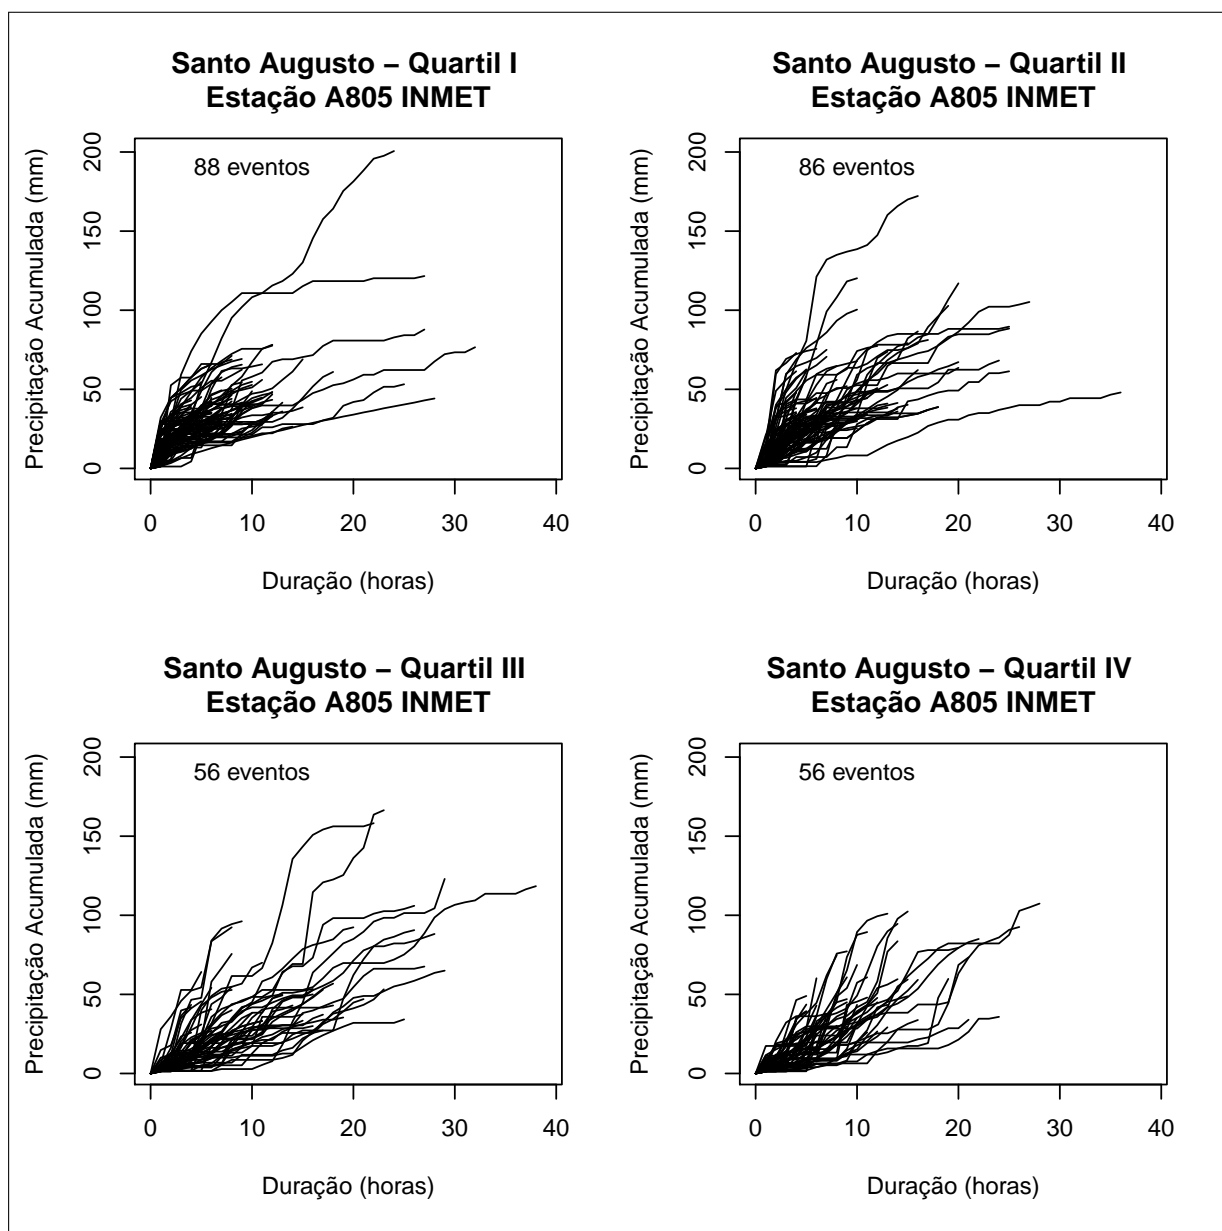 Santo Augusto – Quartil I
Estação A805 INMET
Precipitação Acumulada (mm)
200
150
100
50
0
88 eventos
0 10 20 30 40
Duração (horas)
Santo Augusto – Quartil II
Estação A805 INMET
Precipitação Acumulada (mm)
200
150
100
50
0
86 eventos
0 10 20 30 40
Duração (horas)
Santo Augusto – Quartil III
Estação A805 INMET
Precipitação Acumulada (mm)
200
150
100
50
0
56 eventos
0 10 20 30 40
Duração (horas)
Santo Augusto – Quartil IV
Estação A805 INMET
Precipitação Acumulada (mm)
200
150
100
50
0
56 eventos
0 10 20 30 40
Duração (horas)